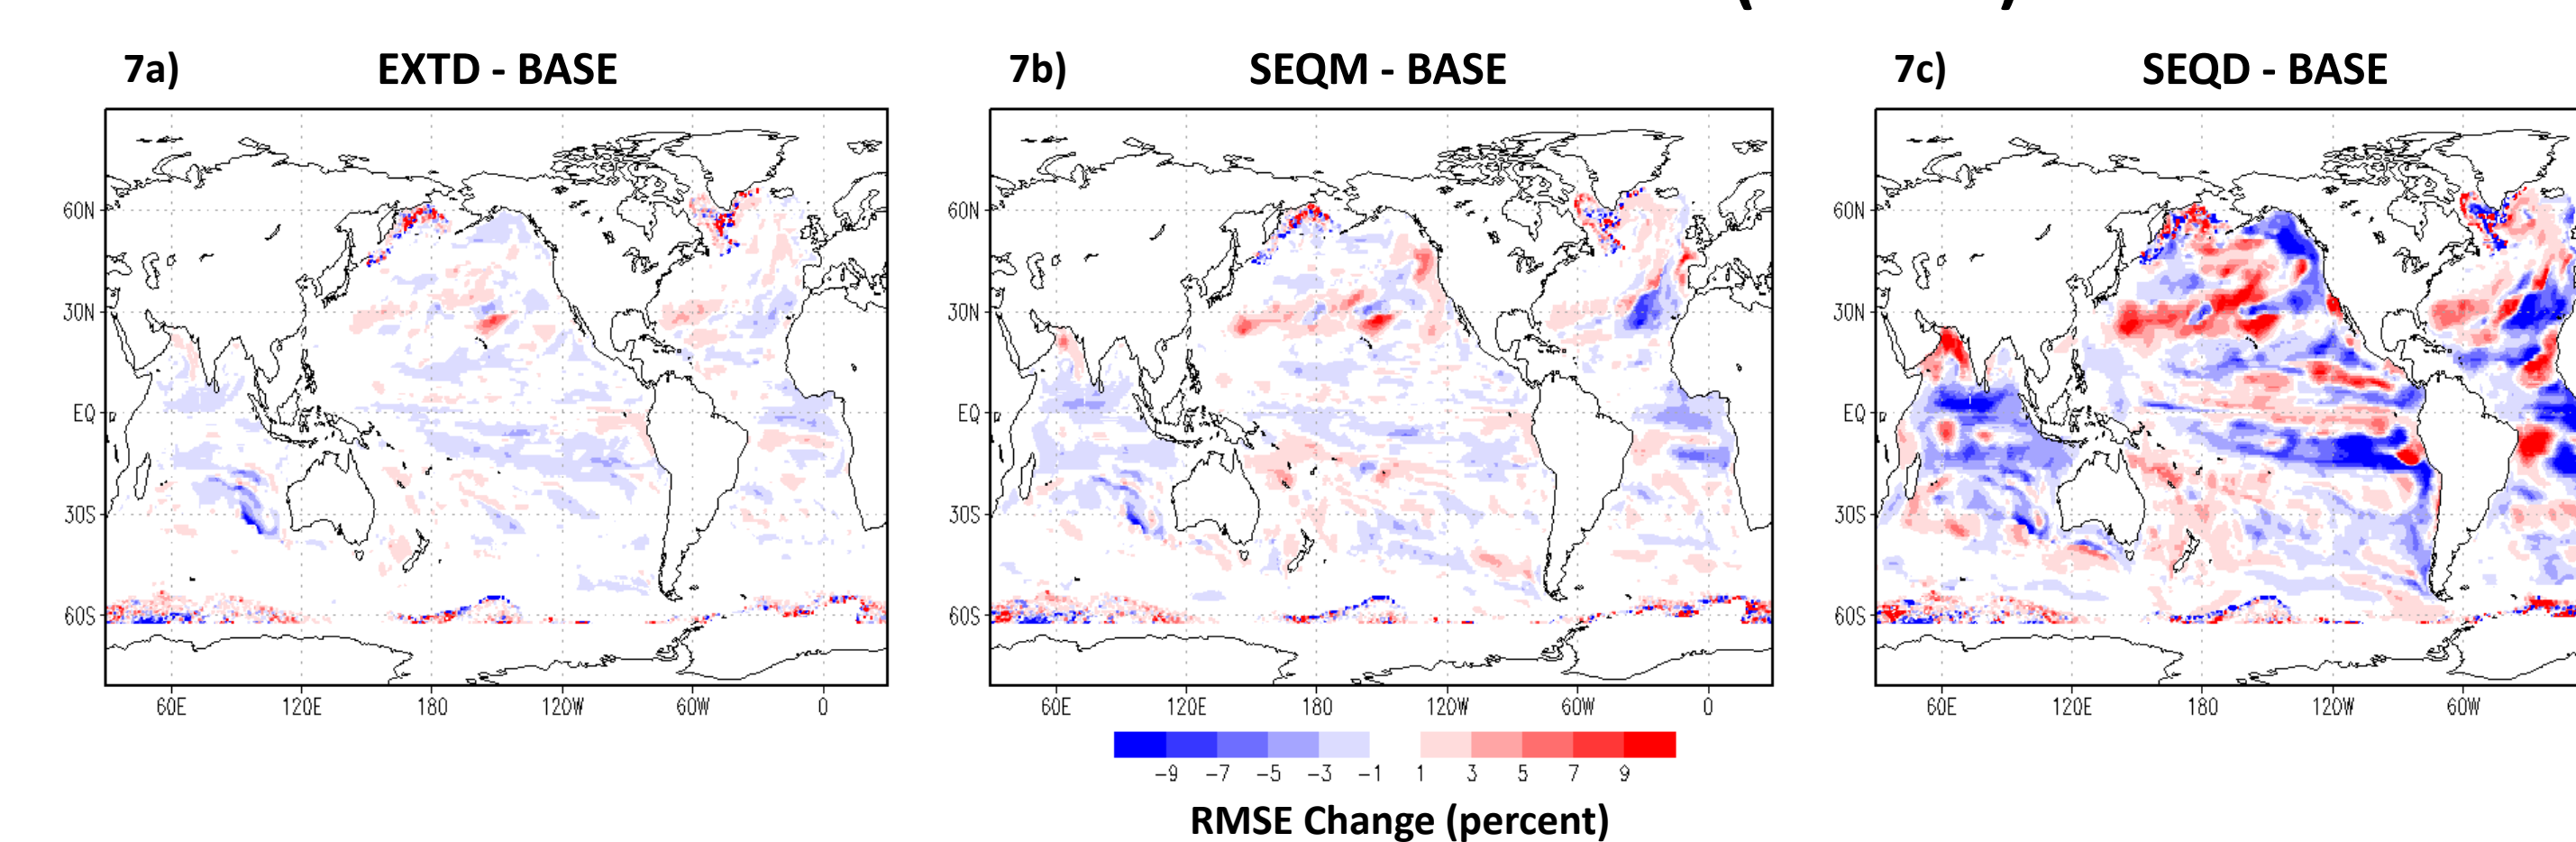 ( )
7a) EXTD - BASE 7b) SEQM - BASE 7c) SEQD - BASE
60N 60N 60N
30N 30N 30N
EQ EQ EQ
30S 30S 30S
60S 60S 60S
60E 120E 180 120W 60W 0 60E 120E 180 120W 60W 0 60E 120E 180 120W 60W
-9 -7 -5 -3 -1 1 3 5 7 9
RMSE Change (percent)